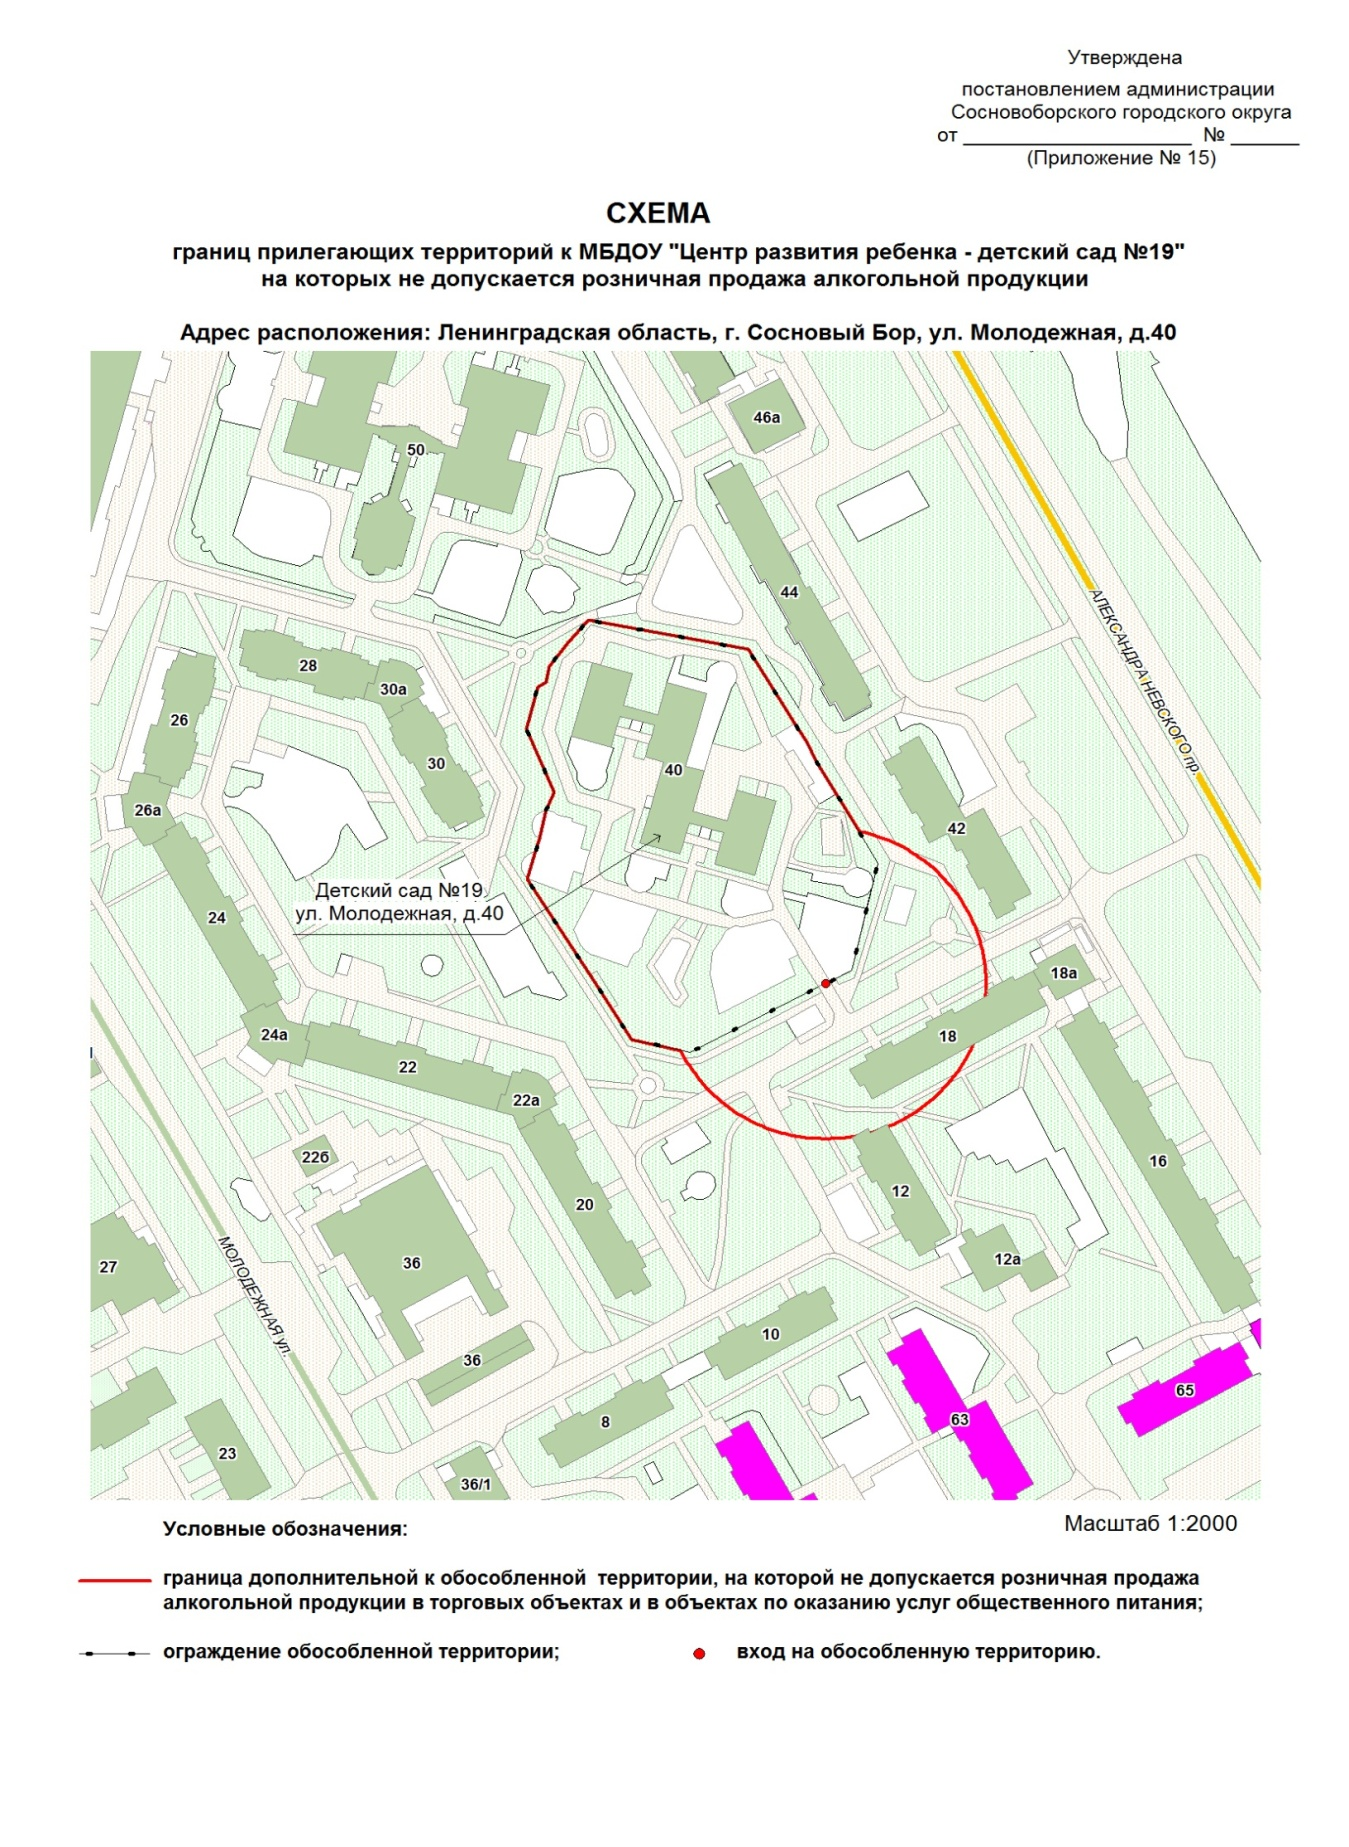 Утверждена
постановлением администрации
Сосновоборского городского округа
от _____________________ № ______
(Приложение № 15)
СХЕМА
границ прилегающих территорий к МБДОУ "Центр развития ребенка - детский сад №19"
на которых не допускается розничная продажа алкогольной продукции
Адрес расположения: Ленинградская область, г. Сосновый Бор, ул. Молодежная, д.40
46а
50
44
АЛЕКСАНДРА НЕВСКОГО пр.
28
30а
26
30
40
26а
42
Детский сад №19
ул. Молодежная, д.40
24
18а
24а
18
22
22а
22б
16
12
20
12а
36
27
МОЛОДЕЖНАЯ ул.
10
36
65
63
8
23
36/1
Условные обозначения:
Масштаб 1:2000
граница дополнительной к обособленной территории, на которой не допускается розничная продажа
алкогольной продукции в торговых объектах и в объектах по оказанию услуг общественного питания;
ограждение обособленной территории;
вход на обособленную территорию.